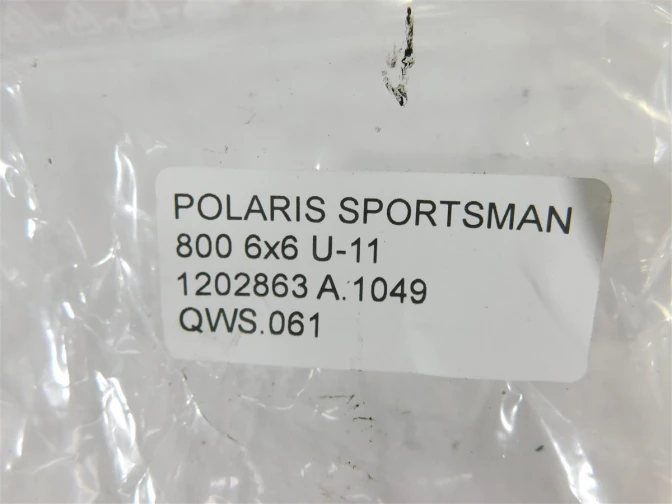 POLARIS SPORTSMAN
800 6x6 U-11
1202863 A.1049
QWS.061